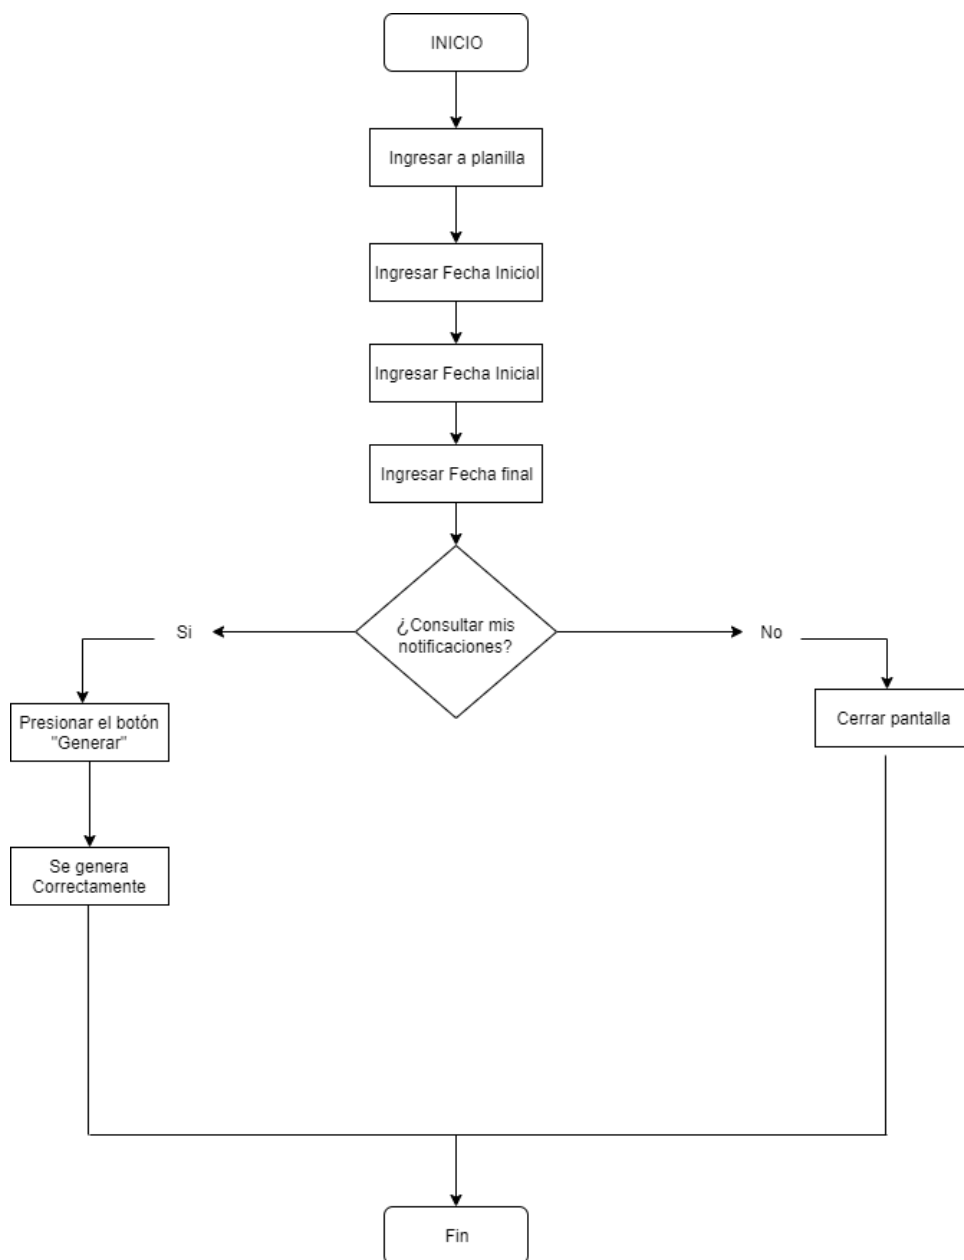 INICIO
Ingresar a planilla
Ingresar Fecha Iniciol
Ingresar Fecha Inicial
Ingresar Fecha final
¿Consultar mis
notificaciones?
Si
No
Presionar el botón
"Generar"
Cerrar pantalla
Se genera
Correctamente
Fin